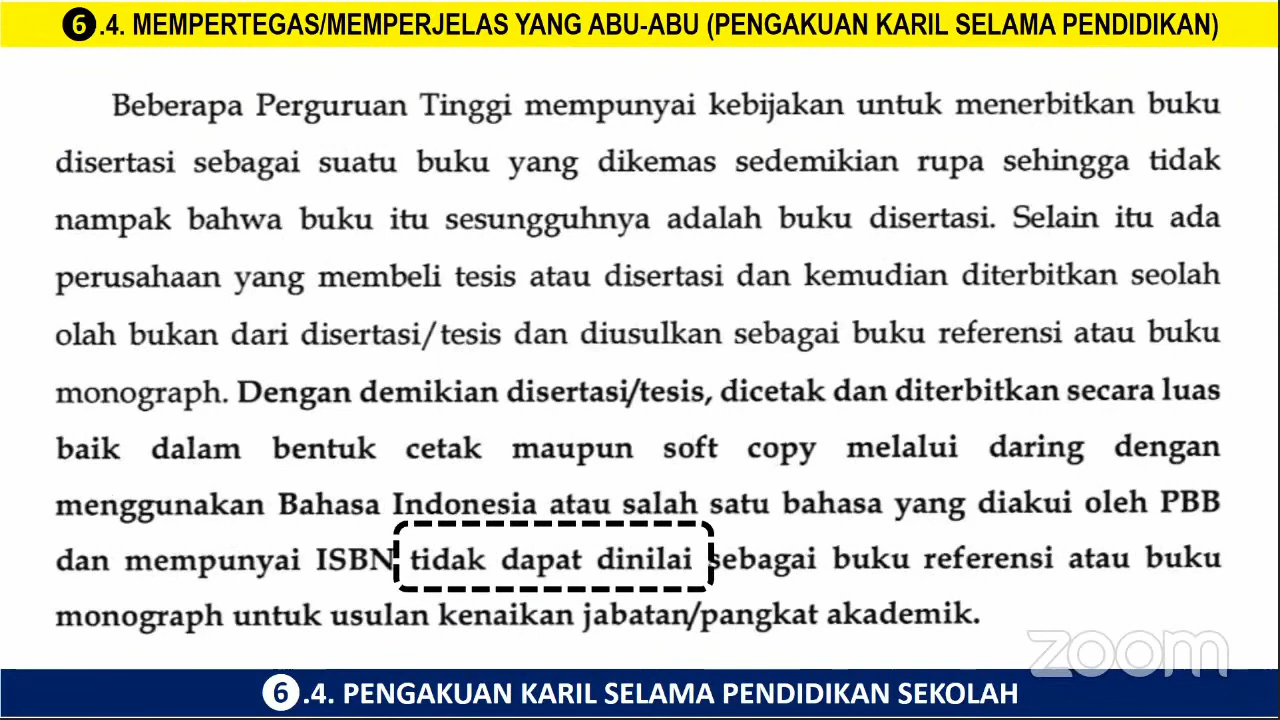 6.4. MEMPERTEGAS/MEMPERJELAS YANG ABU-ABU (PENGAKUAN KARIL SELAMA PENDIDIKAN)
Beberapa Perguruan Tinggi mempunyai kebijakan untuk menerbitkan buku
disertasi sebagai suatu buku yang dikemas sedemikian rupa sehingga tidak
nampak bahwa buku itu sesungguhnya adalah buku disertasi. Selain itu ada
perusahaan yang membeli tesis atau disertasi dan kemudian diterbitkan seolah
olah bukan dari disertasi/tesis dan diusulkan sebagai buku referensi atau buku
monograph. Dengan demikian disertasi/tesis, dicetak dan diterbitkan secara luas
baik dalam bentuk cetak maupun soft copy melalui daring dengan
menggunakan Bahasa Indonesia atau salah satu bahasa yang diakui oleh PBB
dan mempunyai ISBN tidak dapat dinilai sebagai buku referensi atau buku
monograph untuk usulan kenaikan jabatan/pangkat akademik.
zoom
6.4. PENGAKUAN KARIL SELAMA PENDIDIKAN SEKOLAH